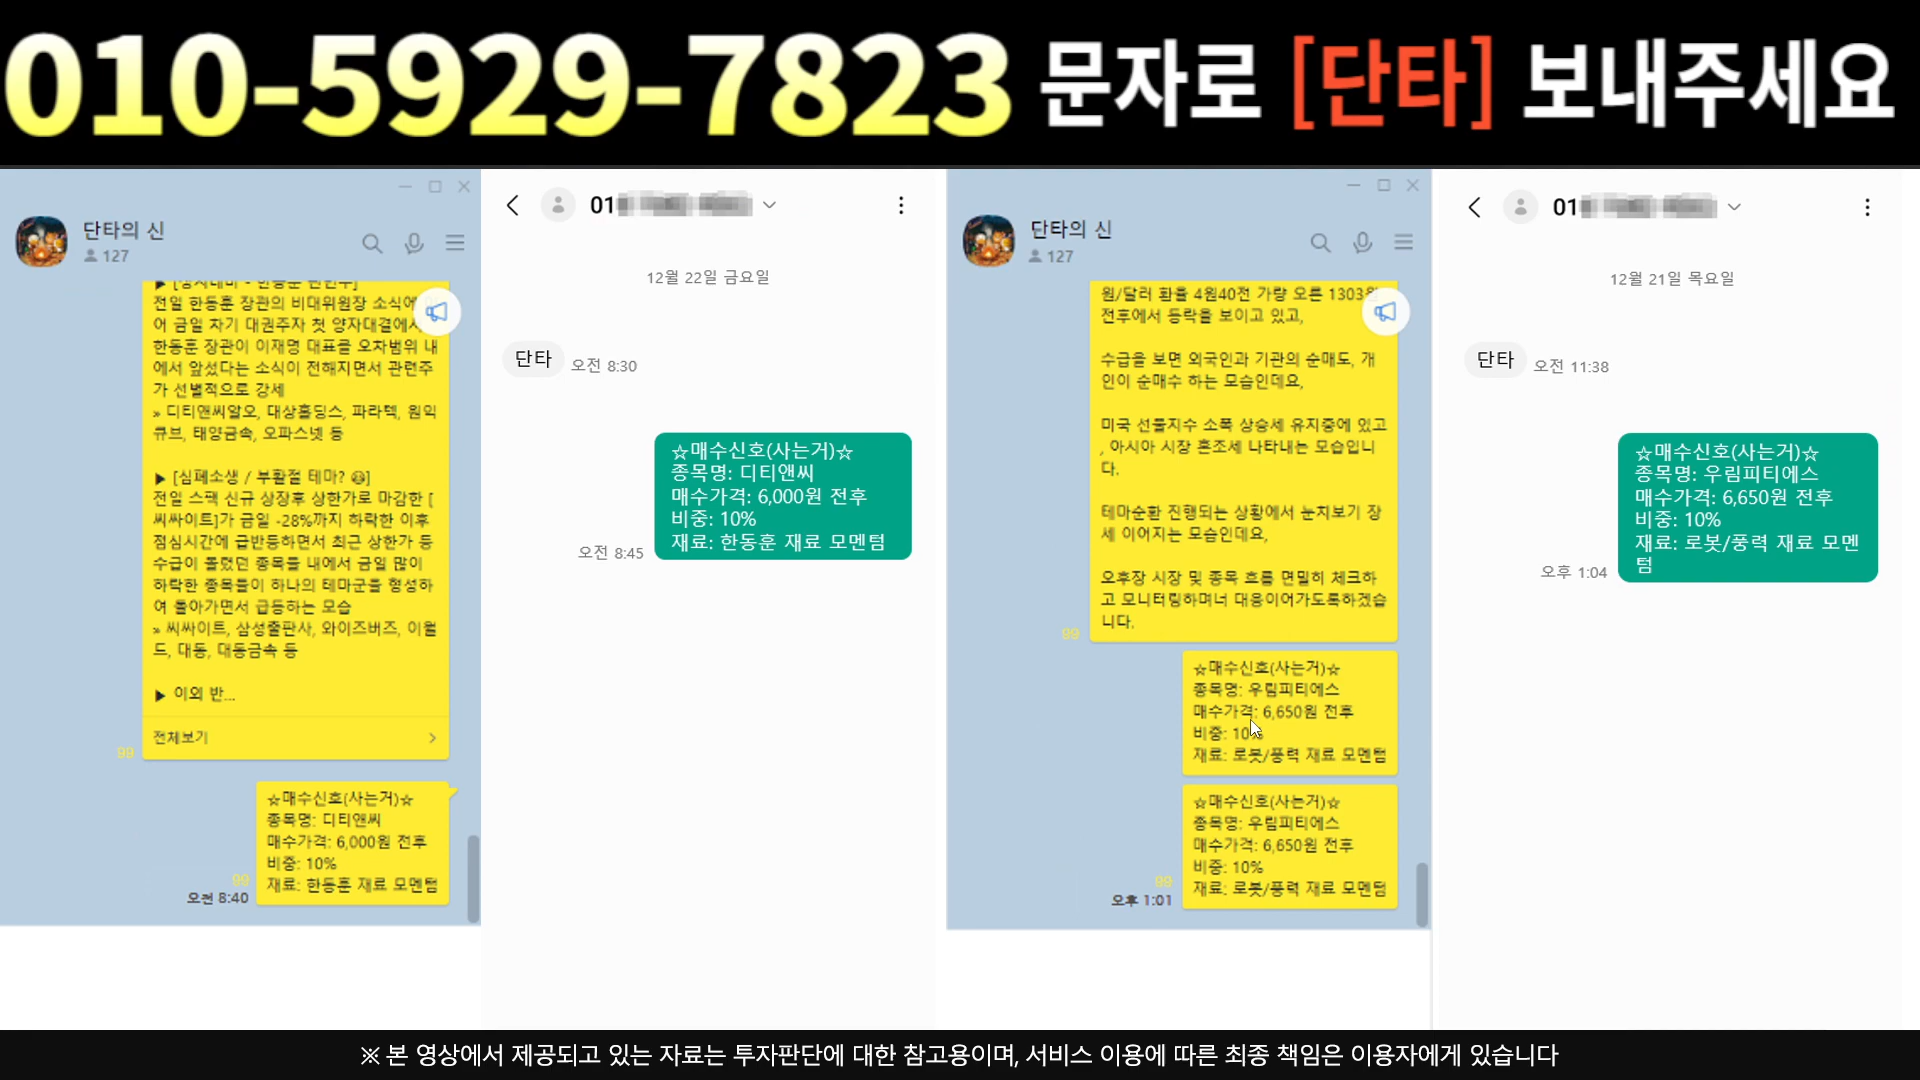 010-5929-7823 문자로 [단타] 보내주세요
단타의 신
127
전일 한동훈 장관의 비대위원장 소식에
어 금일 차기 대권주자 첫 양자대결에서
한동훈 장관이 이재명 대표를 오차범위 내
에서 앞섰다는 소식이 전해지면서 관련주
가 선별적으로 강세
» 디티앤씨알오, 대상홀딩스, 파라텍, 원익
큐브, 태양금속, 오파스넷 등
▶ [심폐소생 / 부활절 테마? ]
전일 스팩 신규 상장후 상한가로 마감한 [
씨싸이트]가 금일 -28%까지 하락한 이후
점심시간에 급반등하면서 최근 상한가 등
수급이 몰렸던 종목들 내에서 금일 많이
하락한 종목들이 하나의 테마군을 형성하
여 돌아가면서 급등하는 모습
» 씨싸이트, 삼성출판사, 와이즈버즈, 이월
드, 대동, 대동금속 등
▶ 이외 반...
전체보기
99
☆매수신호(사는거)☆
종목명: 디티앤씨
매수가격: 6,000원 전후
비중: 10%
재료: 한동훈 재료 모멘텀
99
오전 8:40
01
12월 22일 금요일
단타 오전 8:30
☆매수신호(사는거)☆
종목명: 디티앤씨
매수가격: 6,000원 전후
비중: 10%
재료: 한동훈 재료 모멘텀
오전 8:45
단타의 신
127
원/달러 환율 4원40전 가량 오른 1303원
전후에서 등락을 보이고 있고,
수급을 보면 외국인과 기관의 순매도, 개
인이 순매수 하는 모습인데요,
미국 선물지수 소폭 상승세 유지중에 있고
, 아시아 시장 혼조세 나타내는 모습입니
다.
테마순환 진행되는 상황에서 눈치보기 장
세 이어지는 모습인데요,
오후장 시장 및 종목 흐름 면밀히 체크하
고 모니터링하며너 대응이어가도록하겠습
니다.
99
☆매수신호(사는거)☆
종목명: 우림피티에스
매수가격: 6,650원 전후
비중: 10%
재료: 로봇/풍력 재료 모멘텀
☆매수신호(사는거)☆
종목명: 우림피티에스
매수가격: 6,650원 전후
비중: 10%
재료: 로봇/풍력 재료 모멘텀
99
오후 1:01
01
12월 21일 목요일
단타 오전 11:38
☆매수신호(사는거)☆
종목명: 우림피티에스
매수가격: 6,650원 전후
비중: 10%
재료: 로봇/풍력 재료 모멘
텀
오후 1:04
※ 본 영상에서 제공되고 있는 자료는 투자판단에 대한 참고용이며, 서비스 이용에 따른 최종 책임은 이용자에게 있습니다